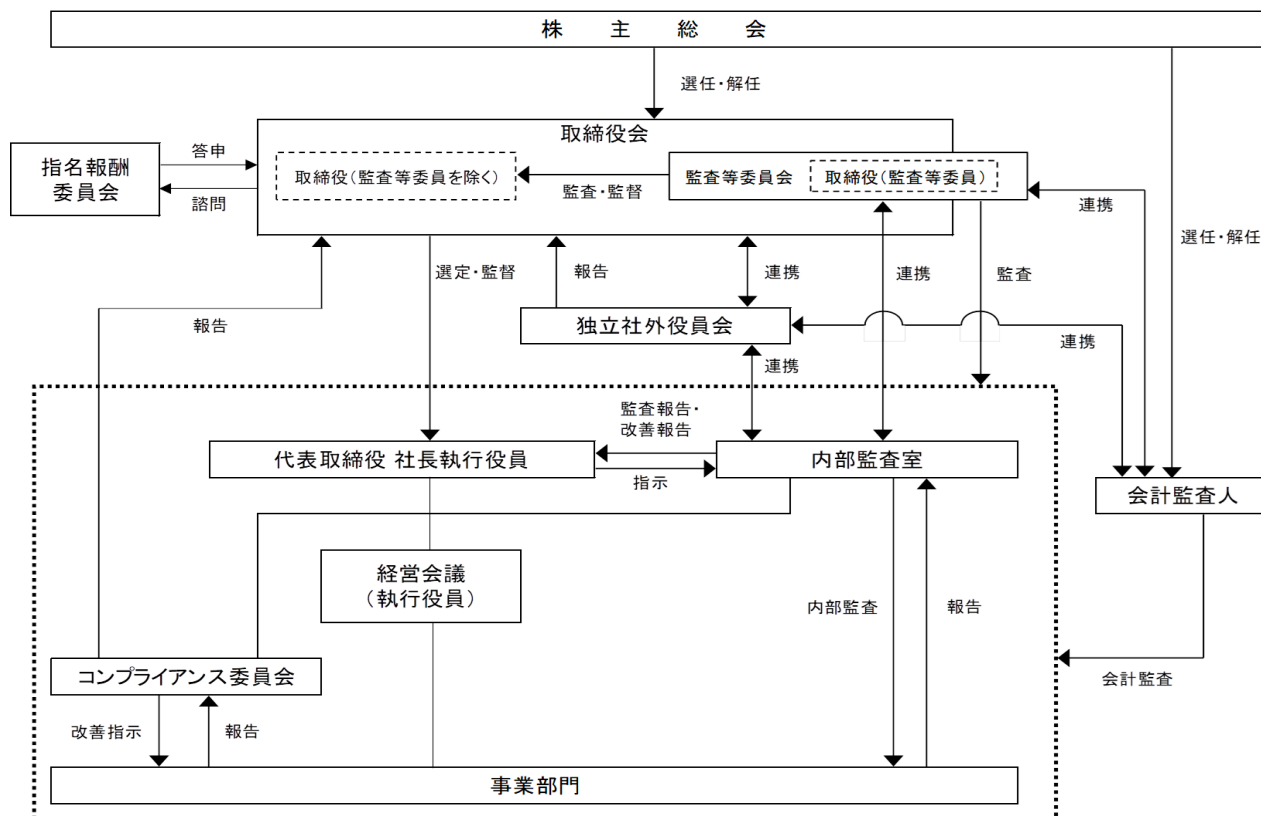 株主総会
選任・解任
取締役会
指名報酬
委員会
答申
諮問
取締役（監査等委員を除く）
監査・監督
監査等委員会
取締役（監査等委員）
連携
選任・解任
選定・監督
報告
連携
連携
監査
報告
独立社外役員会
連携
連携
監査報告・
改善報告
代表取締役 社長執行役員
指示
内部監査室
会計監査人
経営会議
（執行役員）
内部監査
報告
コンプライアンス委員会
会計監査
改善指示
報告
事業部門